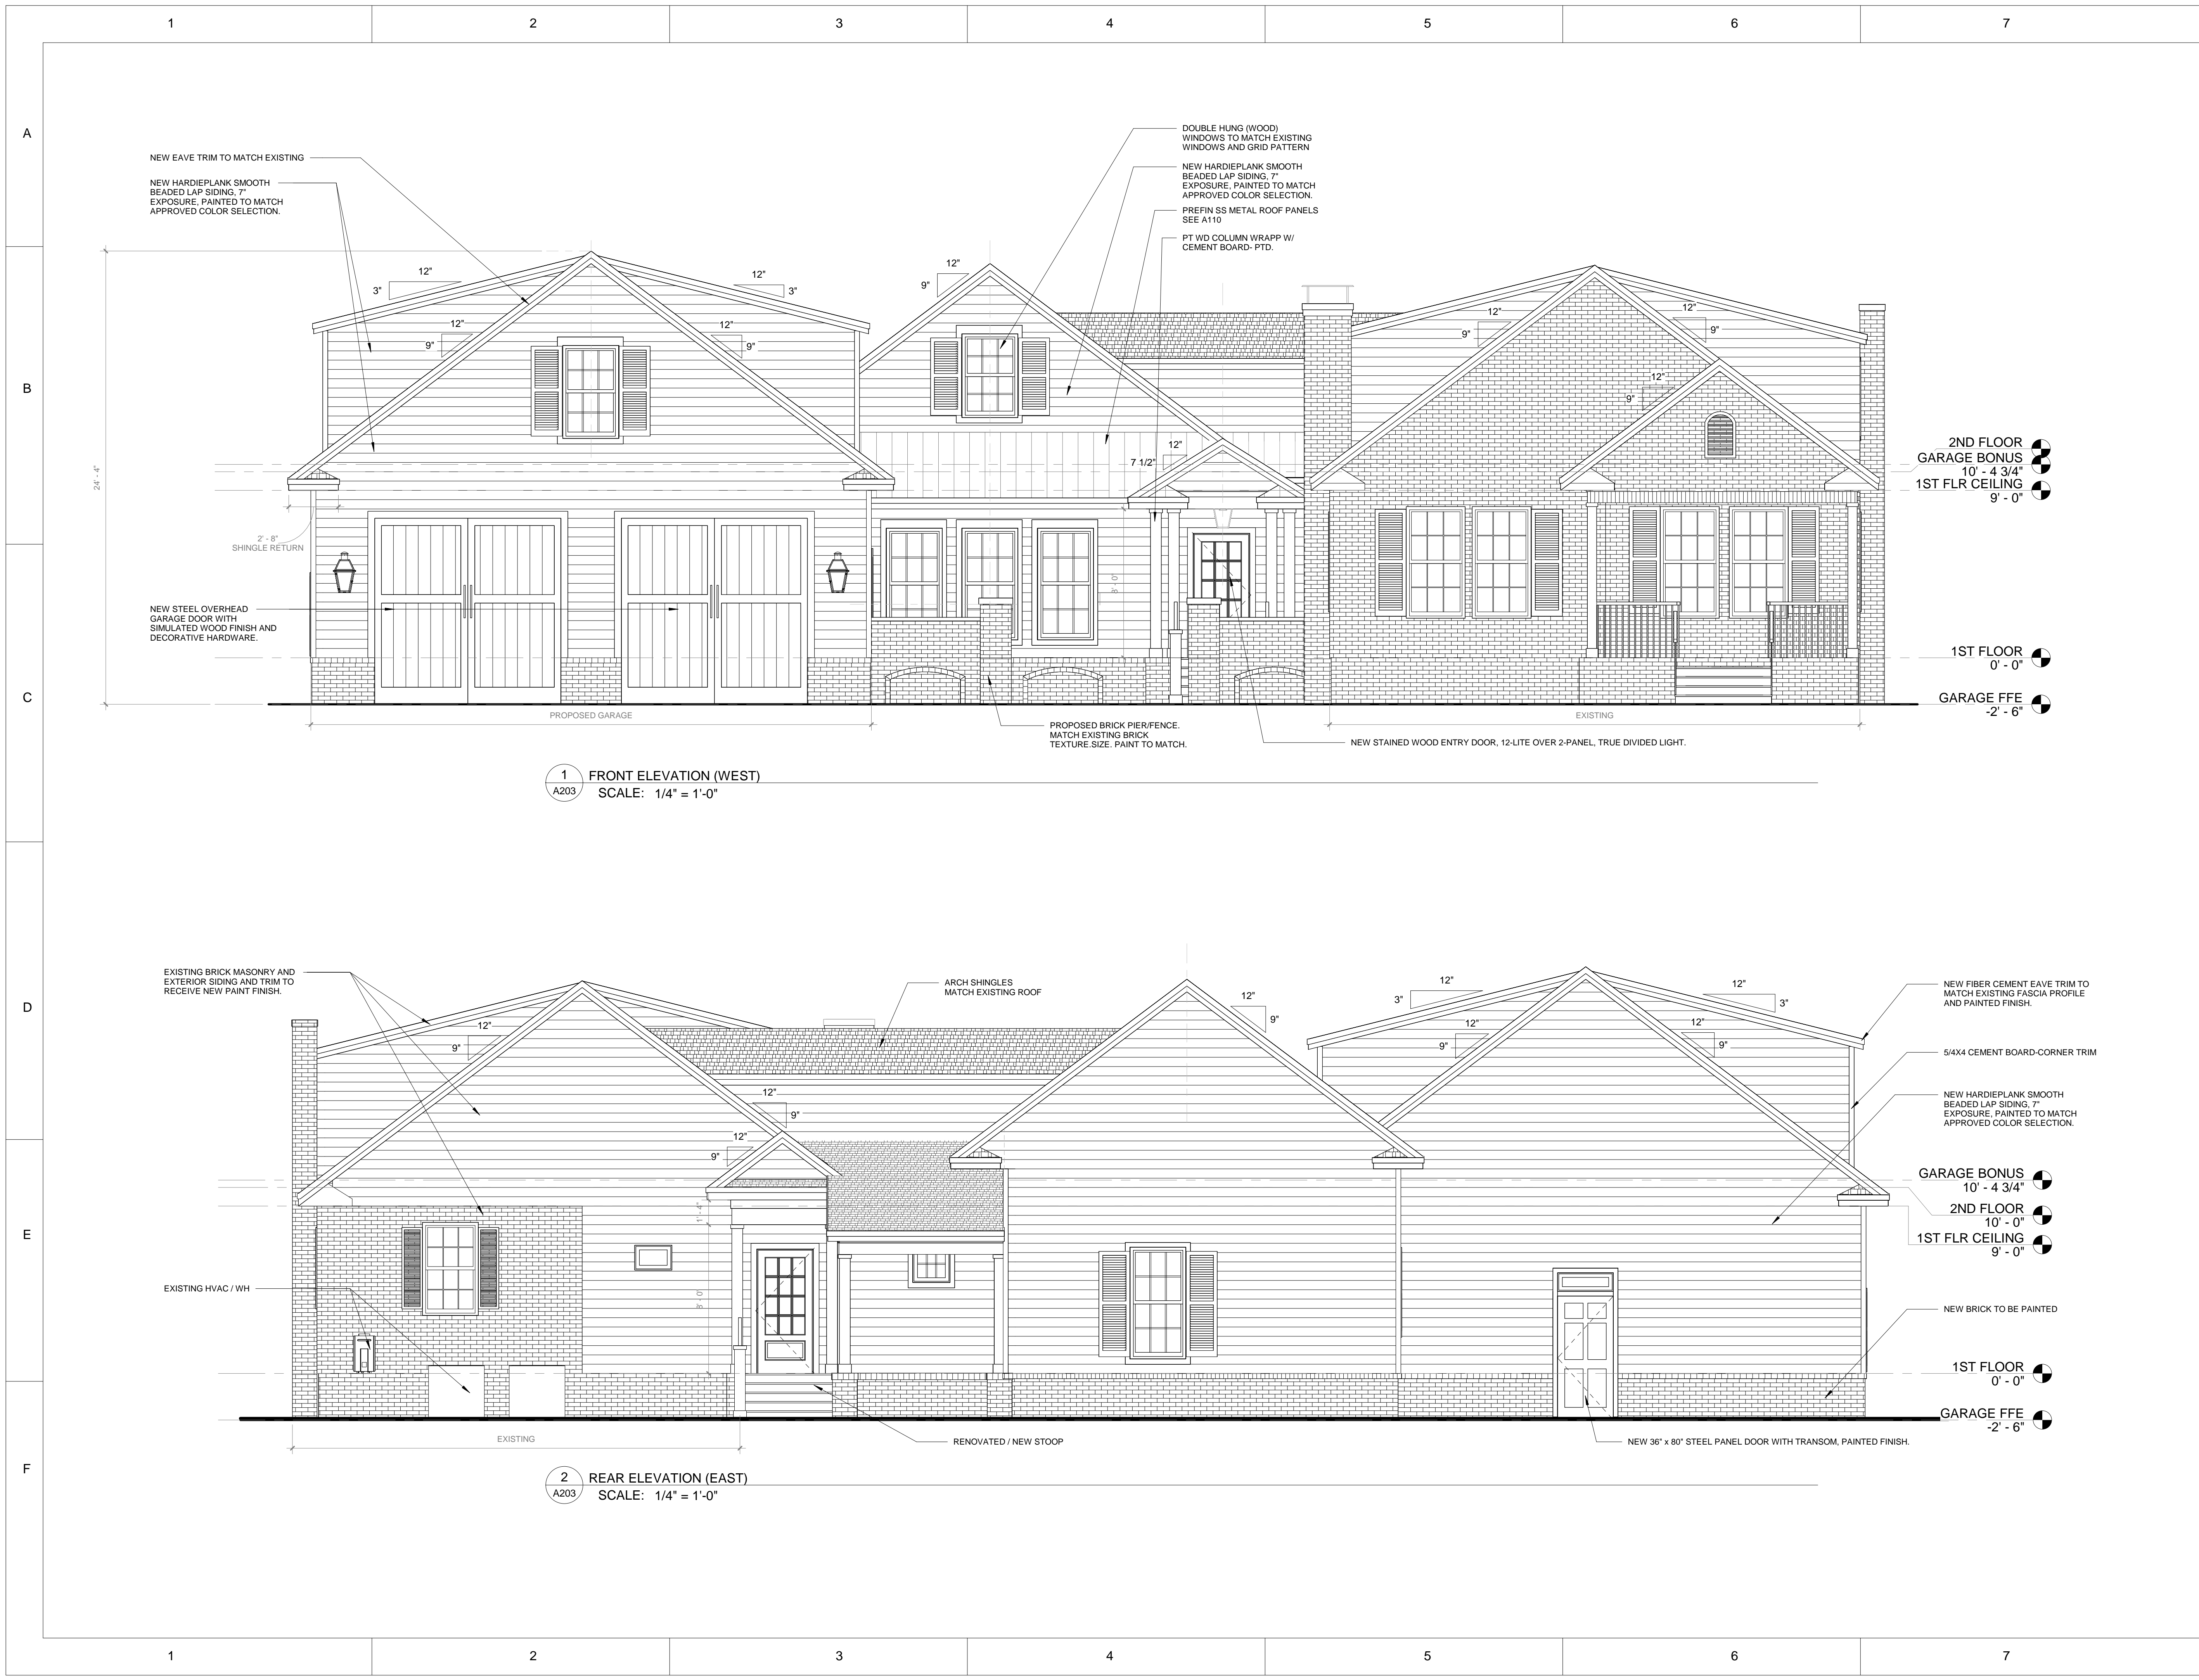 1 2 3 4 5 6 7
A
B
C
D
E
F
DOUBLE HUNG (WOOD)
WINDOWS TO MATCH EXISTING
WINDOWS AND GRID PATTERN
NEW HARDIEPLANK SMOOTH
BEADED LAP SIDING, 7"
EXPOSURE, PAINTED TO MATCH
APPROVED COLOR SELECTION.
PREFIN SS METAL ROOF PANELS
SEE A110
PT WD COLUMN WRAPP W/
CEMENT BOARD- PTD.
NEW EAVE TRIM TO MATCH EXISTING
NEW HARDIEPLANK SMOOTH
BEADED LAP SIDING, 7"
EXPOSURE, PAINTED TO MATCH
APPROVED COLOR SELECTION.
12"
3"
12"
3"
12"
9"
12"
9"
12"
9"
12"
7 1/2"
12"
9"
12"
9"
12"
9"
24' - 4"
2' - 8"
SHINGLE RETURN
8' - 0"
NEW STEEL OVERHEAD
GARAGE DOOR WITH
SIMULATED WOOD FINISH AND
DECORATIVE HARDWARE.
2ND FLOOR
GARAGE BONUS
10' - 4 3/4"
1ST FLR CEILING
9' - 0"
1ST FLOOR
0' - 0"
GARAGE FFE
-2' - 6"
PROPOSED GARAGE
EXISTING
PROPOSED BRICK PIER/FENCE.
MATCH EXISTING BRICK
TEXTURE.SIZE. PAINT TO MATCH.
NEW STAINED WOOD ENTRY DOOR, 12-LITE OVER 2-PANEL, TRUE DIVIDED LIGHT.
1
A203
FRONT ELEVATION (WEST)
SCALE: 1/4" = 1'-0"
EXISTING BRICK MASONRY AND
EXTERIOR SIDING AND TRIM TO
RECEIVE NEW PAINT FINISH.
ARCH SHINGLES
MATCH EXISTING ROOF
NEW FIBER CEMENT EAVE TRIM TO
MATCH EXISTING FASCIA PROFILE
AND PAINTED FINISH.
5/4X4 CEMENT BOARD-CORNER TRIM
NEW HARDIEPLANK SMOOTH
BEADED LAP SIDING, 7"
EXPOSURE, PAINTED TO MATCH
APPROVED COLOR SELECTION.
12"
9"
12"
9"
12"
9"
12"
9"
12"
3"
12"
3"
12"
9"
12"
9"
1' - 4"
8' - 0"
EXISTING HVAC / WH
GARAGE BONUS
10' - 4 3/4"
2ND FLOOR
10' - 0"
1ST FLR CEILING
9' - 0"
NEW BRICK TO BE PAINTED
1ST FLOOR
0' - 0"
GARAGE FFE
-2' - 6"
EXISTING
RENOVATED / NEW STOOP
NEW 36" x 80" STEEL PANEL DOOR WITH TRANSOM, PAINTED FINISH.
2
A203
REAR ELEVATION (EAST)
SCALE: 1/4" = 1'-0"
1 2 3 4 5 6 7